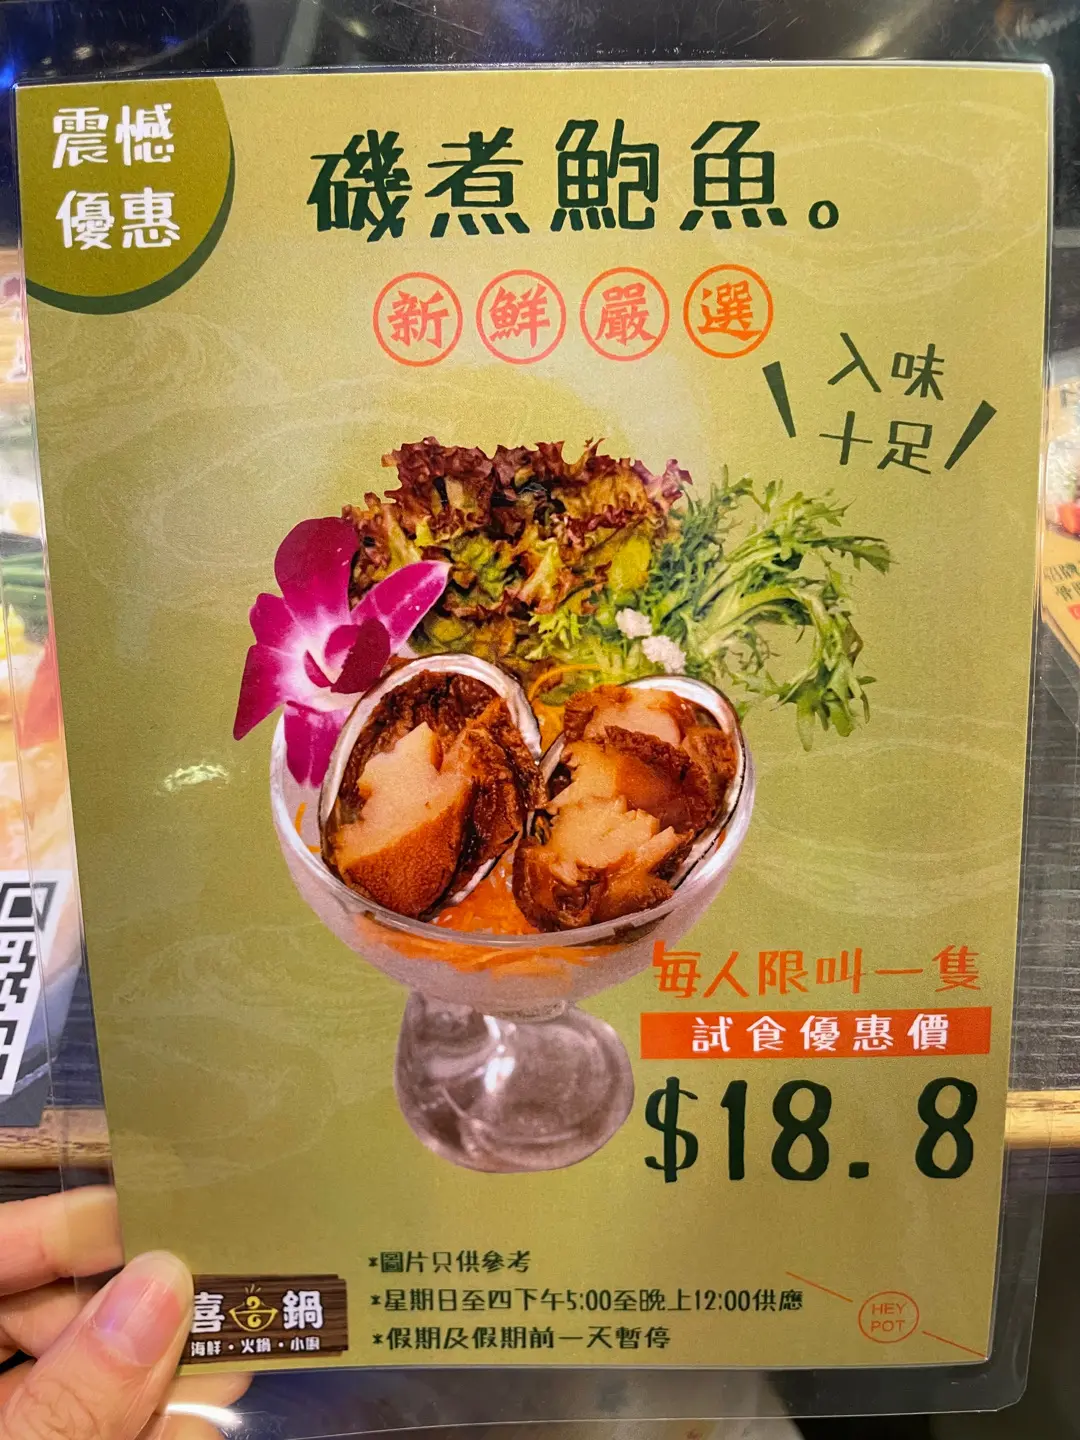 震憾
優惠
磯煮鮑魚。
新鮮嚴選
入味
十足
每人限叫一隻
試食優惠價
$18.8
*圖片只供參考
*星期日至四下午5:00至晚上12:00供應
*假期及假期前一天暫停
喜鍋
海鮮·火鍋·小廚
HEY
POT